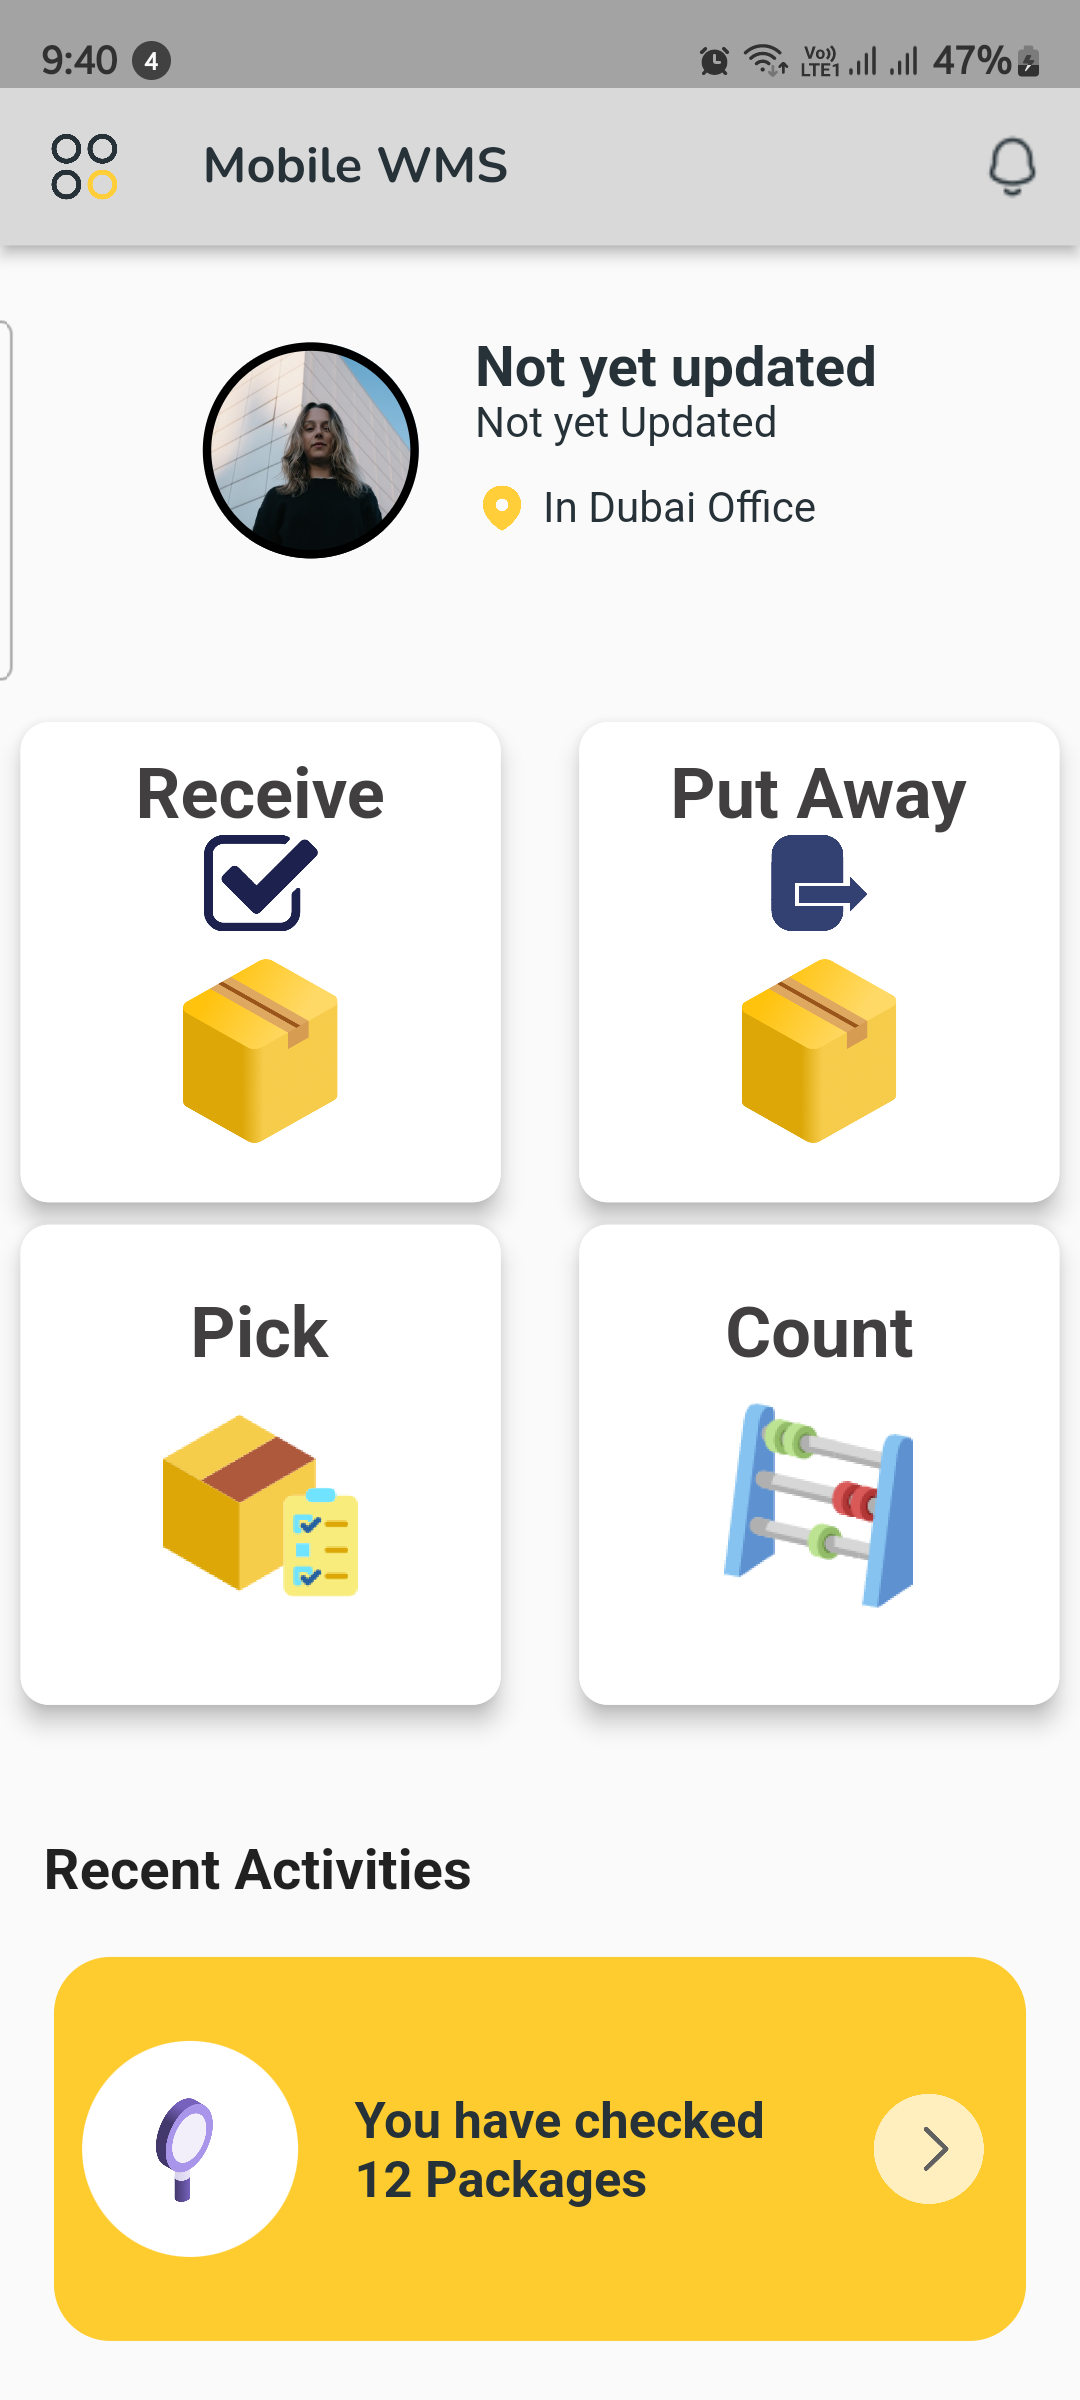 9:40 4 Vo)) LTE1 47%
Mobile WMS
Not yet updated
Not yet Updated
In Dubai Office
Receive
Put Away
Pick
Count
Recent Activities
You have checked
12 Packages